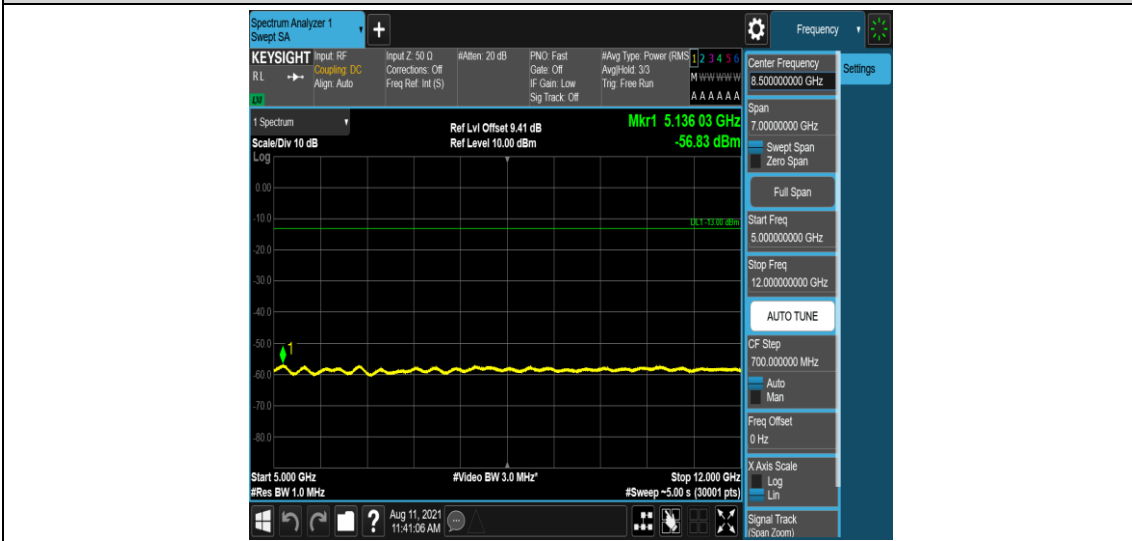 Spectrum Analyzer 1
Swept SA
+
Frequency
KEYSIGHT
RL
LXI
Input: RF
Coupling: DC
Align: Auto
Input Z: 50 Ω
Corrections: Off
Freq Ref: Int (S)
#Atten: 20 dB
PNO: Fast
Gate: Off
IF Gain: Low
Sig Track: Off
#Avg Type: Power (RMS
Avg|Hold: 3/3
Trig: Free Run
1 2 3 4 5 6
M W W W W W
A A A A A A
1 Spectrum
Scale/Div 10 dB
Log
Ref Lvl Offset 9.41 dB
Ref Level 10.00 dBm
Mkr1 5.136 03 GHz
-56.83 dBm
0.00
-10.0
DL1 -13.00 dBm
-20.0
-30.0
-40.0
-50.0
1
-60.0
-70.0
-80.0
Start 5.000 GHz
#Res BW 1.0 MHz
#Video BW 3.0 MHz*
Stop 12.000 GHz
#Sweep ~5.00 s (30001 pts)
?
Aug 11, 2021
11:41:06 AM
Center Frequency
8.500000000 GHz
Settings
Span
7.00000000 GHz
Swept Span
Zero Span
Full Span
Start Freq
5.000000000 GHz
Stop Freq
12.000000000 GHz
AUTO TUNE
CF Step
700.000000 MHz
Auto
Man
Freq Offset
0 Hz
X Axis Scale
Log
Lin
Signal Track
(Span Zoom)